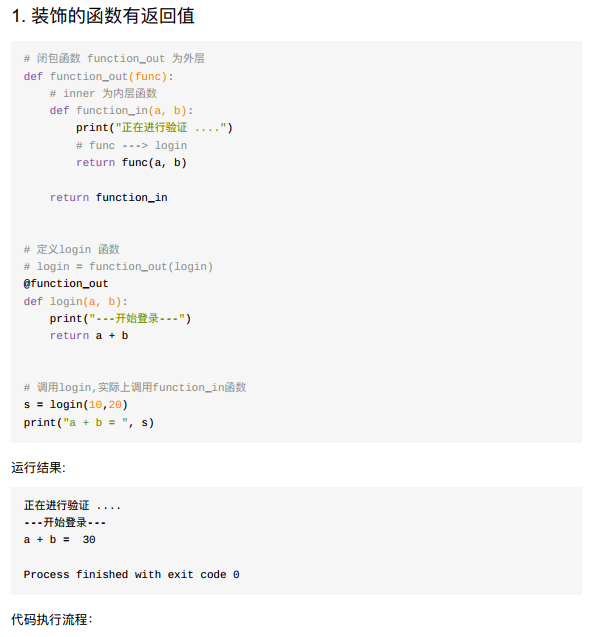 1. 装饰的函数有返回值
# 闭包函数 function_out 为外层
def function_out(func):
    # inner 为内层函数
    def function_in(a, b):
        print("正在进行验证 ....")
        # func ---> login
        return func(a, b)

    return function_in


# 定义login 函数
# login = function_out(login)
@function_out
def login(a, b):
    print("---开始登录---")
    return a + b


# 调用login,实际上调用function_in函数
s = login(10,20)
print("a + b = ", s)
运行结果:
正在进行验证 ....
---开始登录---
a + b =  30

Process finished with exit code 0
代码执行流程：